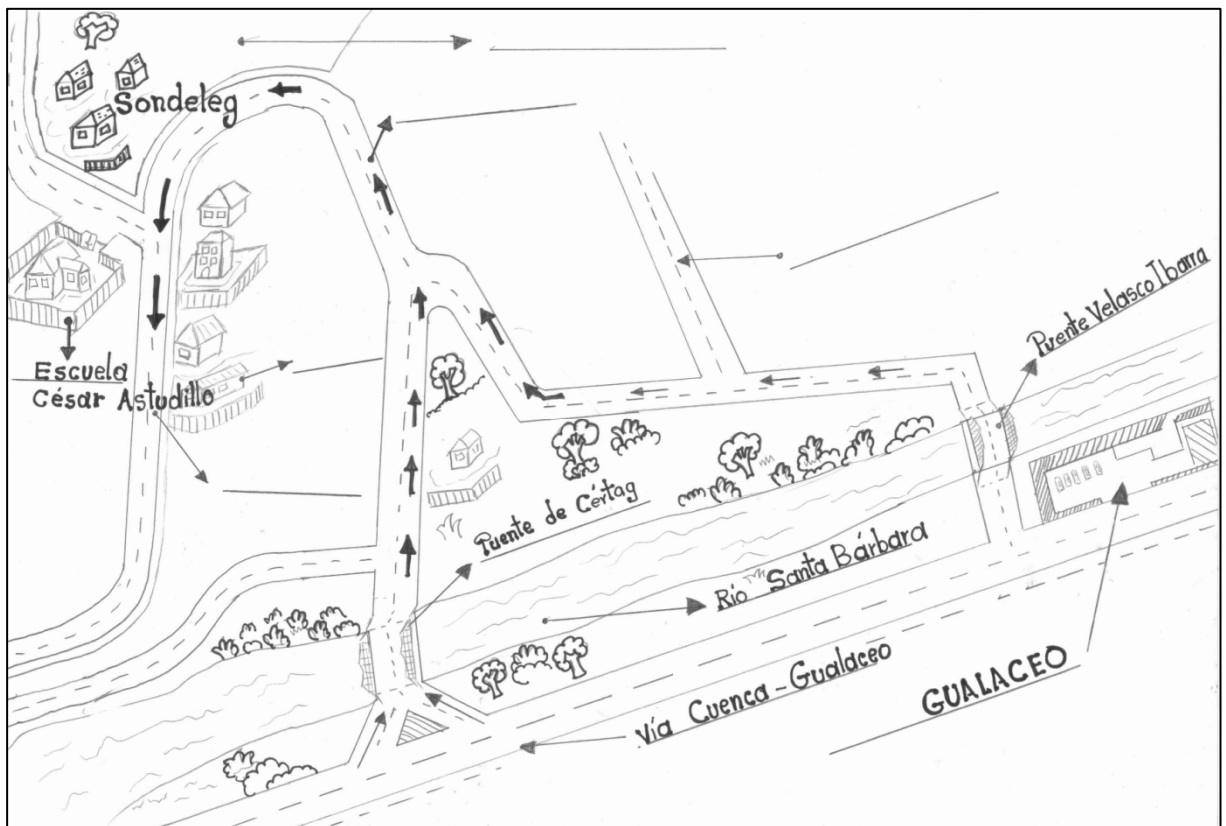 Sondeleg
Puente Velasco Ibarra
Escuela
César Astudillo
Puente de Cértag
Río Santa Bárbara
Vía Cuenca - Gualaceo
GUALACEO